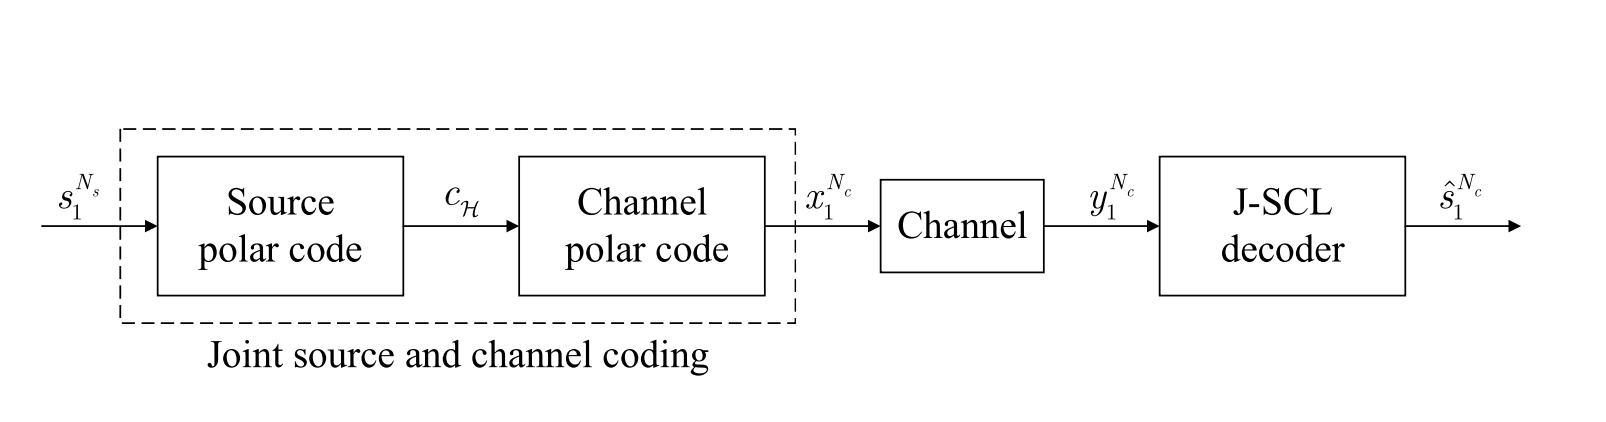 $s_1^{N_s}$
Source
polar code
$c_{\mathcal{H}}$
Channel
polar code
$x_1^{N_c}$
Channel
$y_1^{N_c}$
J-SCL
decoder
$\hat{s}_1^{N_c}$
Joint source and channel coding